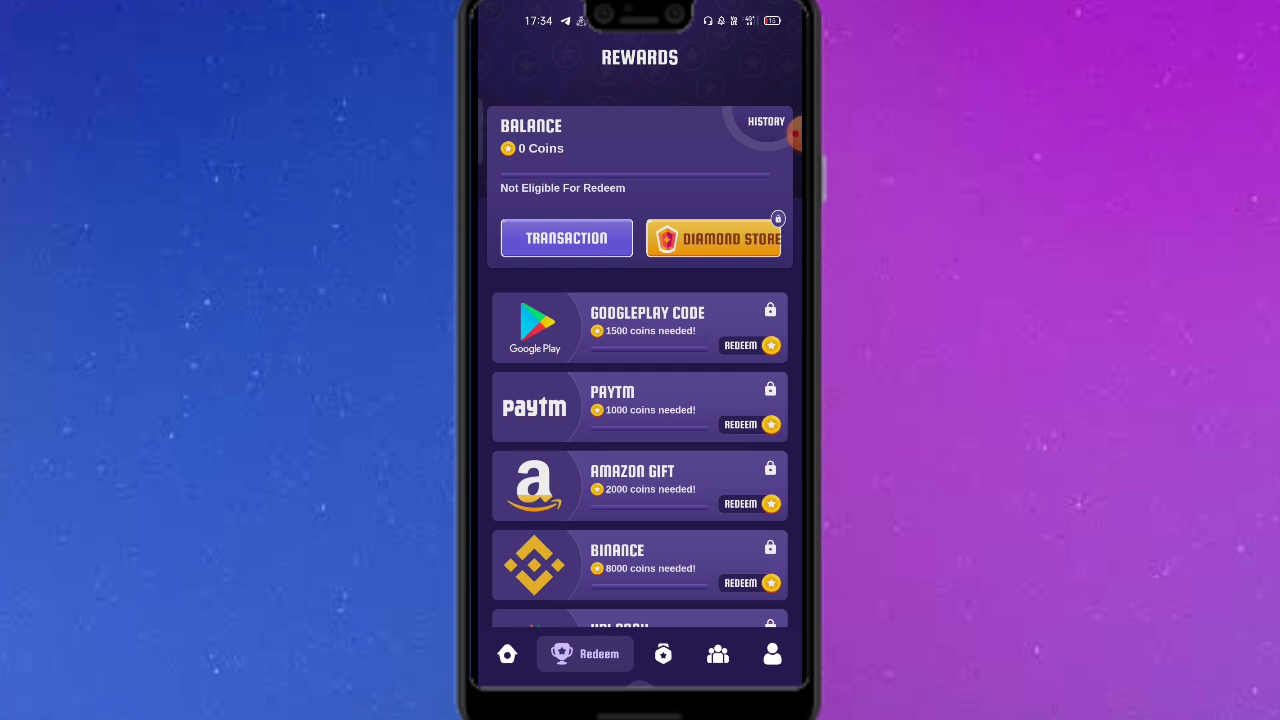 17:34
REWARDS
HISTORY
BALANCE
0 Coins
Not Eligible For Redeem
TRANSACTION
DIAMOND STORE
GOOGLEPLAY CODE
1500 coins needed!
Google Play
REDEEM
PAYTM
1000 coins needed!
paytm
REDEEM
AMAZON GIFT
2000 coins needed!
a
REDEEM
BINANCE
8000 coins needed!
REDEEM
Redeem